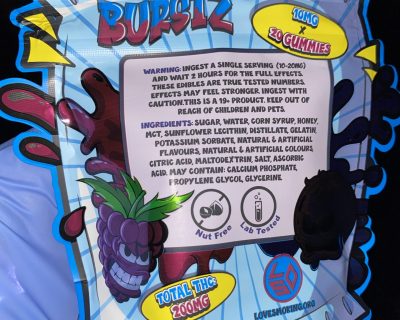 BURSTZ
10MG
X
20 GUMMIES
WARNING: INGEST A SINGLE SERVING (10-20MG)
AND WAIT 2 HOURS FOR THE FULL EFFECTS.
THESE EDIBLES ARE TRUE TESTED NUMBERS.
EFFECTS MAY FEEL STRONGER. INGEST WITH
CAUTION.THIS IS A 19+ PRODUCT. KEEP OUT OF
REACH OF CHILDREN AND PETS.
INGREDIENTS: SUGAR, WATER, CORN SYRUP, HONEY,
MCT, SUNFLOWER LECITHIN, DISTILLATE, GELATIN,
POTASSIUM, SORBATE, NATURAL & ARTIFICIAL
FLAVOURS, NATURAL & ARTIFICIAL COLOURS
CITRIC ACID, MALTODEXTRIN, SALT, ASCORBIC
ACID. MAY CONTAIN: CALCIUM PHOSPHATE,
PROPYLENE GLYCOL, GLYCERINE
Nut Free
Lab Tested
TOTAL THC:
200MG
LOVESMOKING.ORG